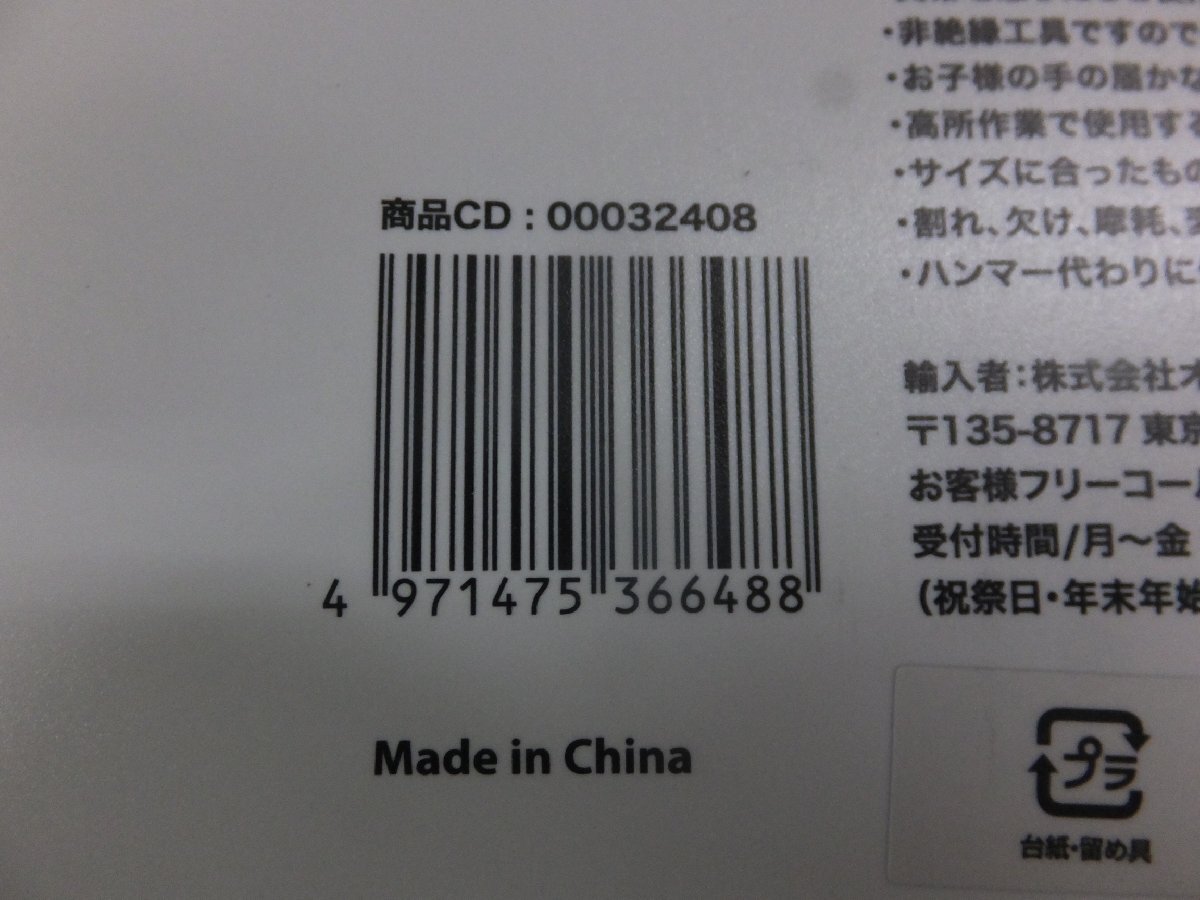 ・非絶縁工具ですので
・お子様の手の届かな
・高所作業で使用する
・サイズに合ったもの
・割れ、欠け、摩耗、
・ハンマー代わりに
商品CD : 00032408
4 971475 366488
Made in China
輸入者:株式会社
〒135-8717 東京
お客様フリーコー
受付時間/月～金
(祝祭日・年末年始
プラ
台紙・留め具